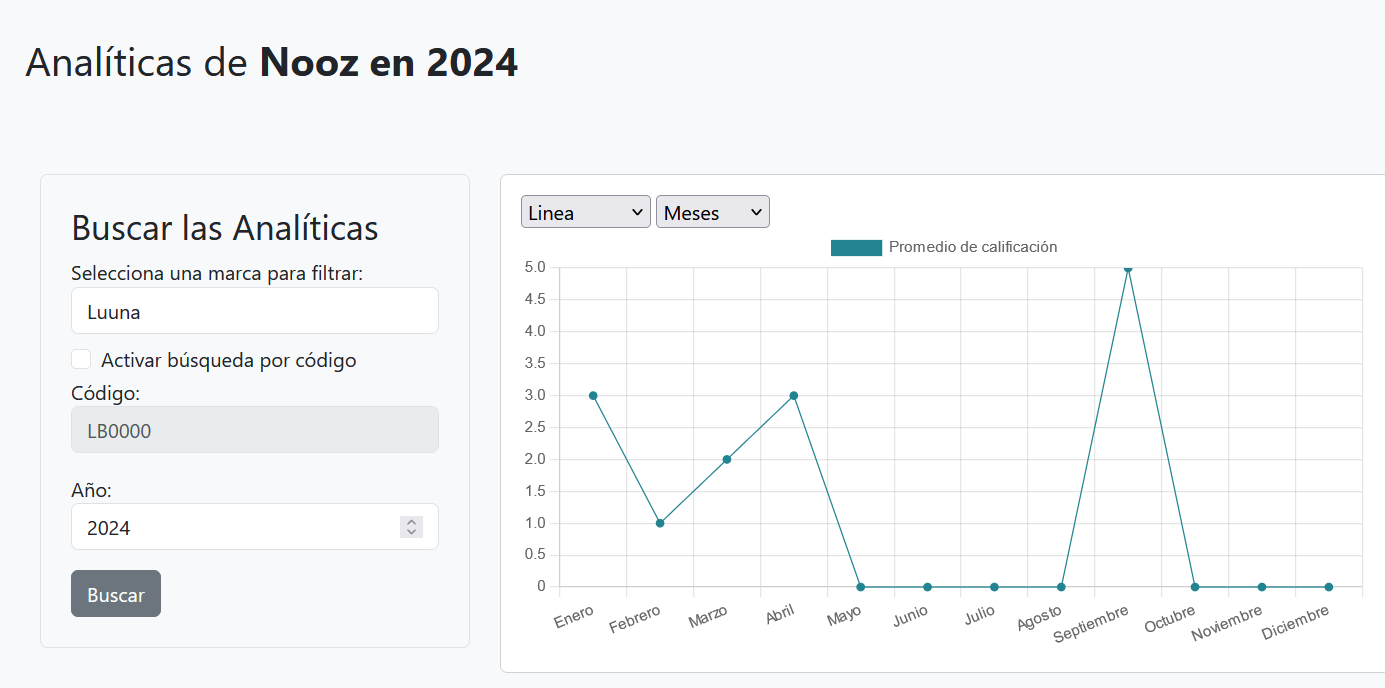 Analíticas de Nooz en 2024
Buscar las Analíticas
Selecciona una marca para filtrar:
Luuna
Activar búsqueda por código
Código:
LB0000
Año:
2024
Buscar
Linea
Meses
Promedio de calificación
5.0
4.5
4.0
3.5
3.0
2.5
2.0
1.5
1.0
0.5
0
Enero
Febrero
Marzo
Abril
Mayo
Junio
Julio
Agosto
Septiembre
Octubre
Noviembre
Diciembre